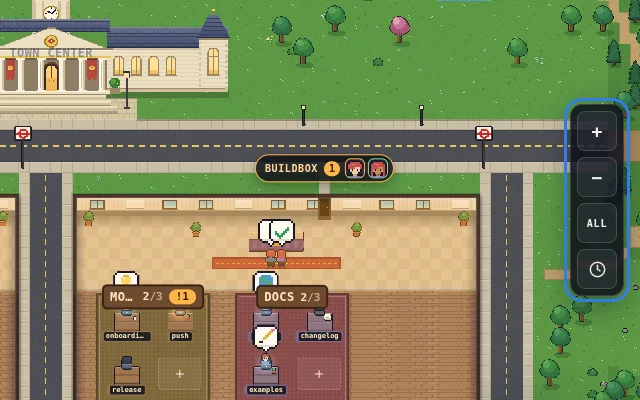 TOWN CENTER
BUILDBOX 1
+
−
ALL
MO… 2/3 !1
DOCS 2/3
onboardi…
push
changelog
release
+
examples
+